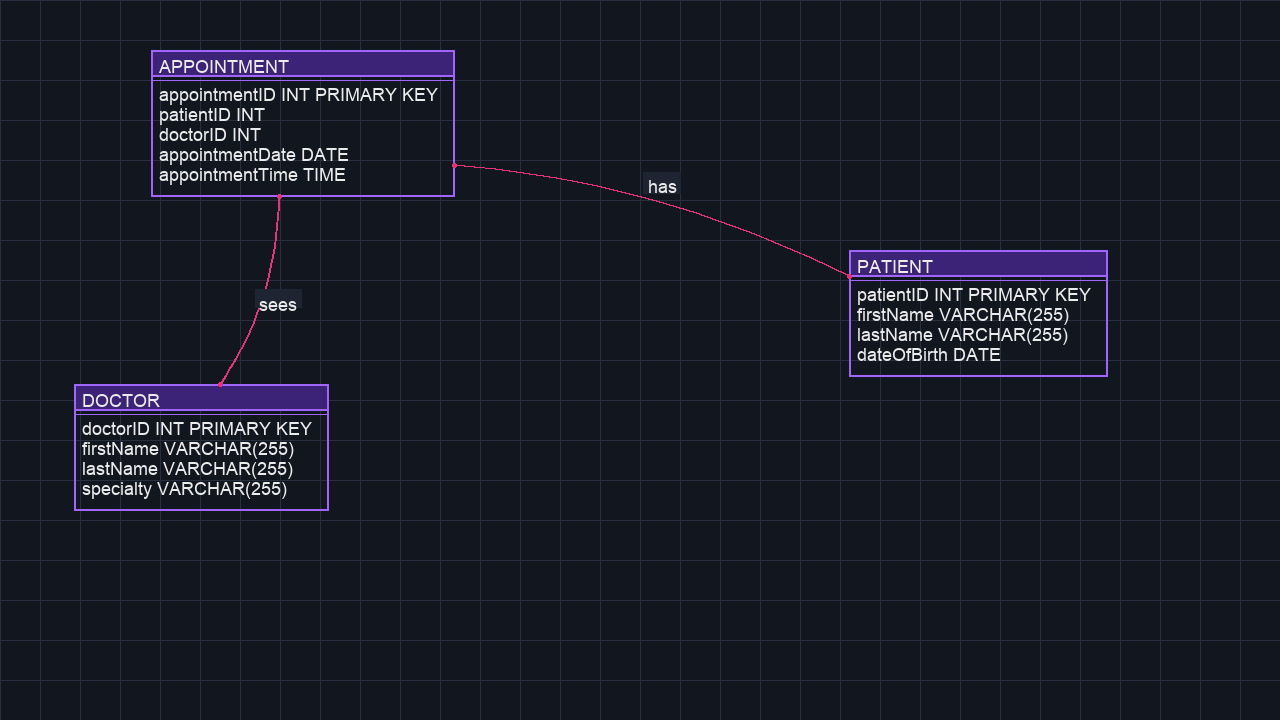 APPOINTMENT
appointmentID INT PRIMARY KEY
patientID INT
doctorID INT
appointmentDate DATE
appointmentTime TIME
has
PATIENT
patientID INT PRIMARY KEY
firstName VARCHAR(255)
lastName VARCHAR(255)
dateOfBirth DATE
sees
DOCTOR
doctorID INT PRIMARY KEY
firstName VARCHAR(255)
lastName VARCHAR(255)
specialty VARCHAR(255)